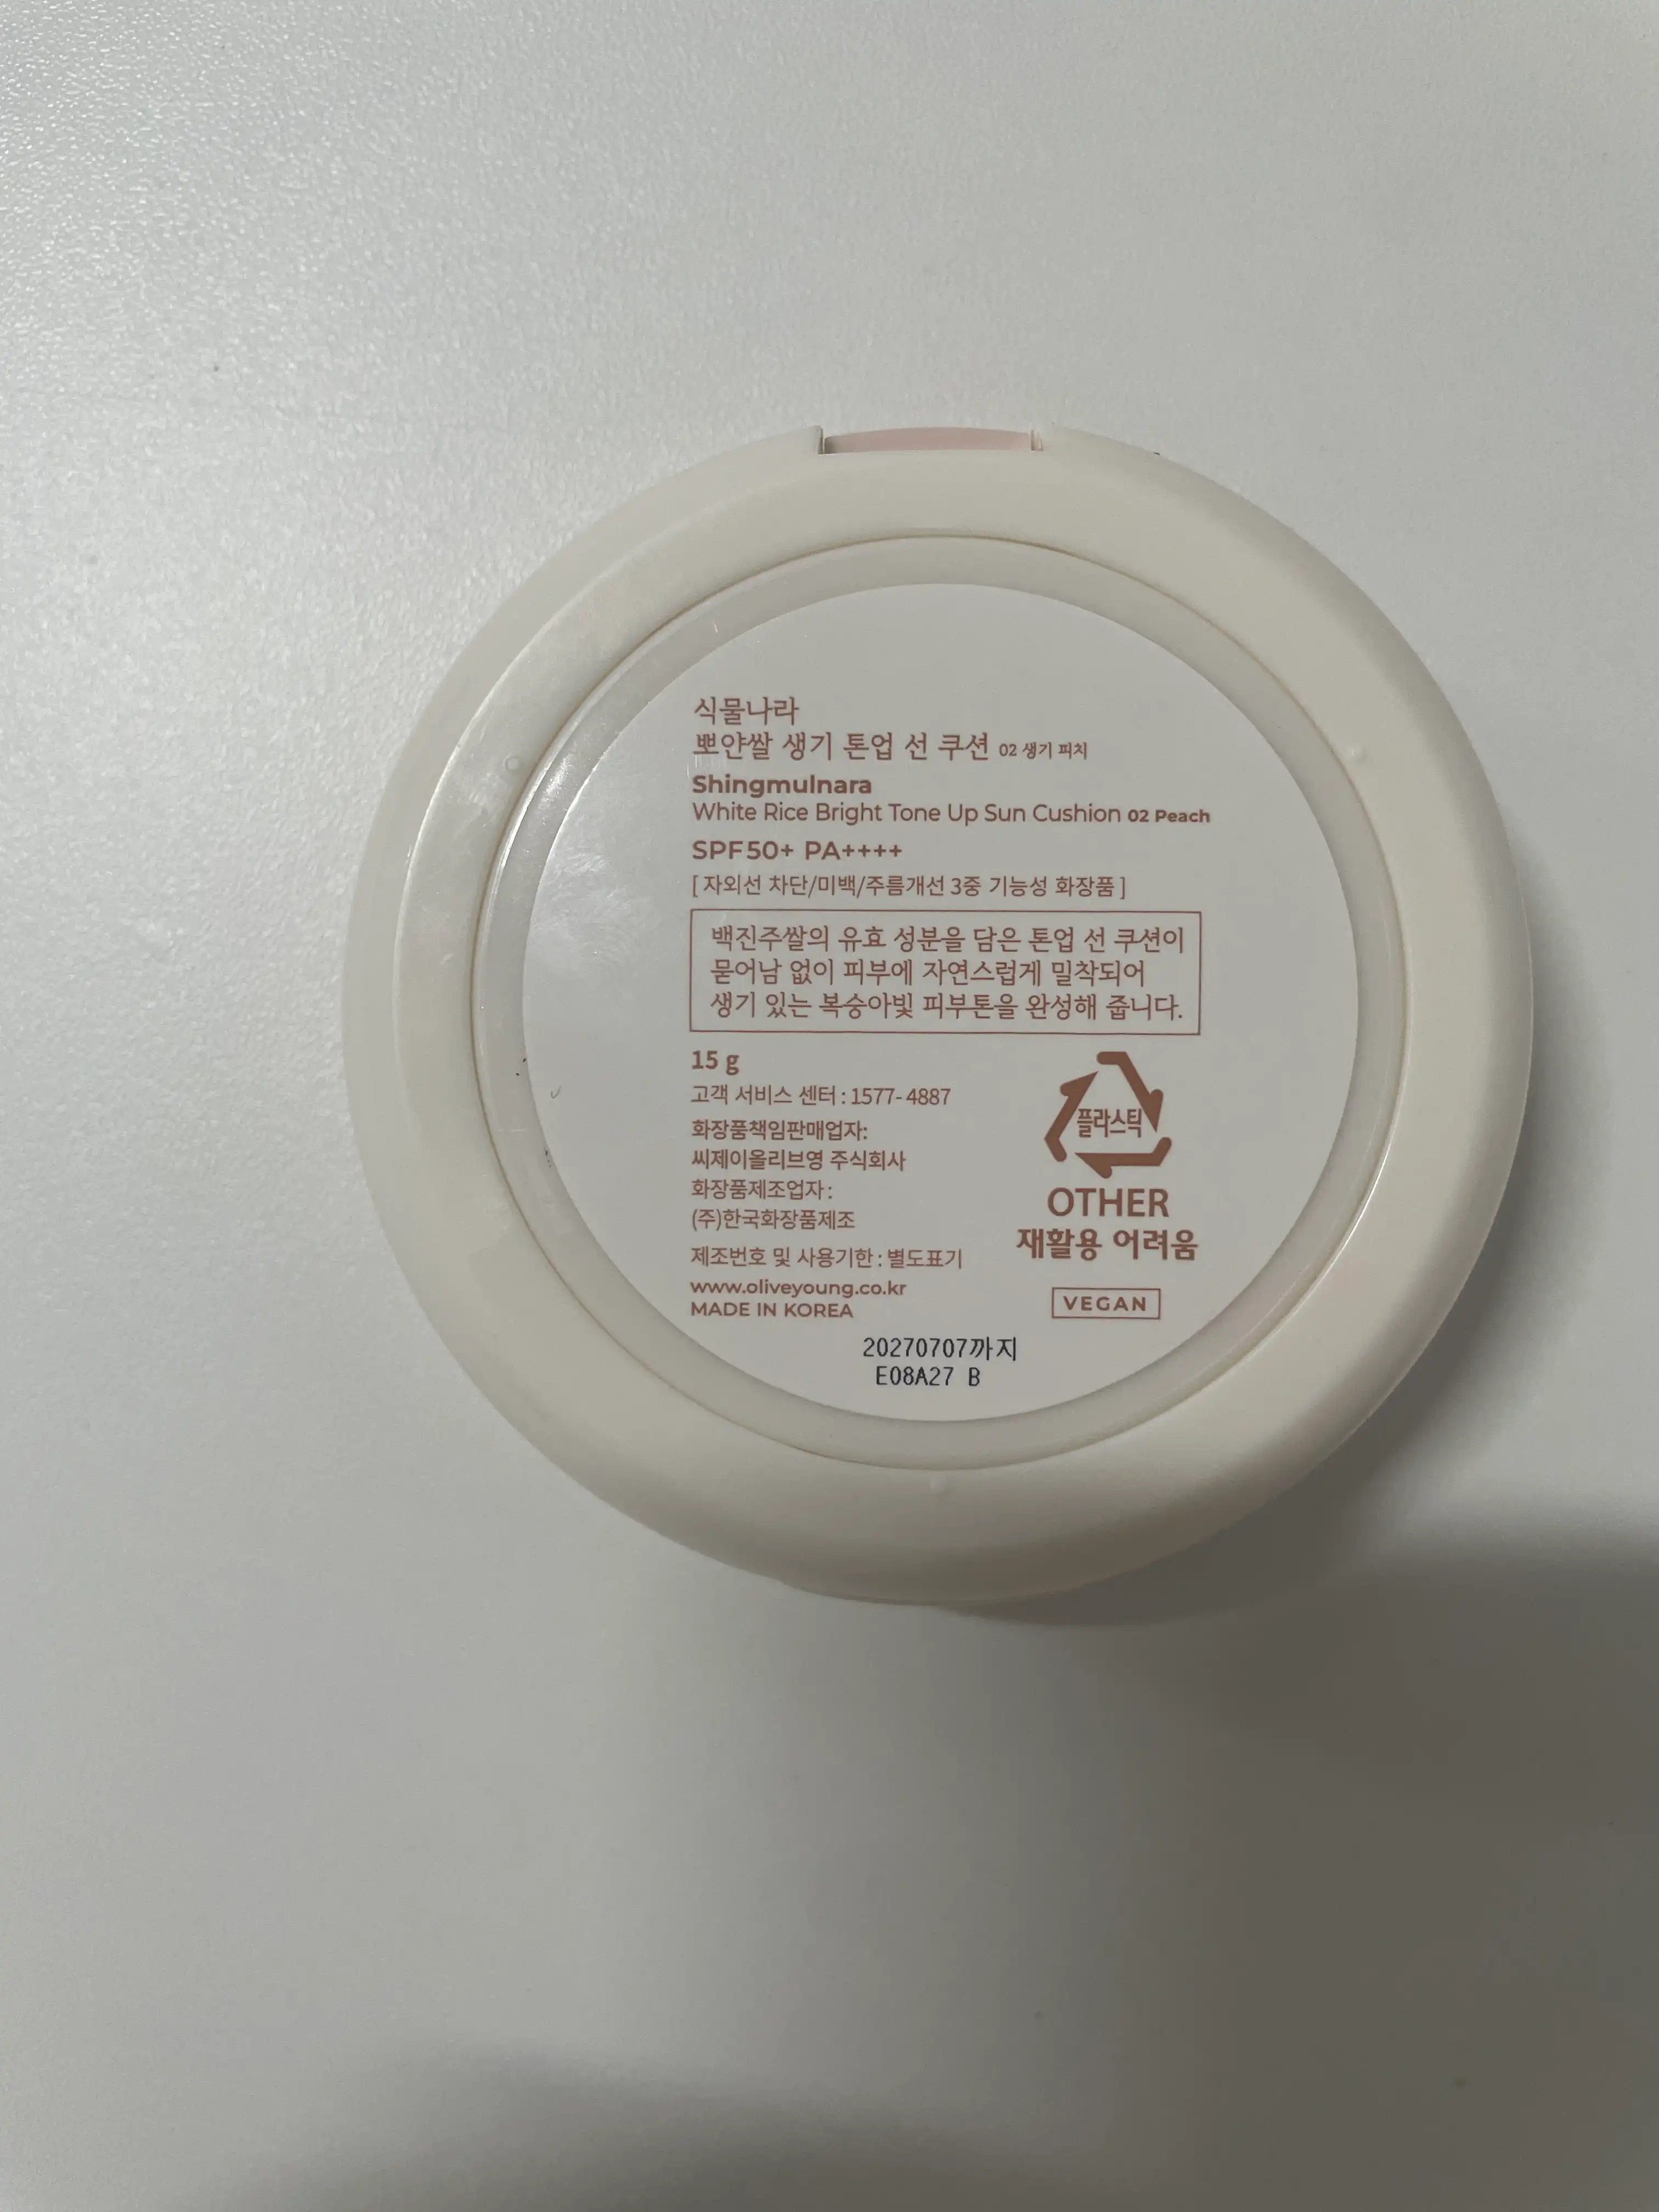 식물나라
뽀얀쌀 생기 톤업 선 쿠션 02 생기 피치
Shingmulnara
White Rice Bright Tone Up Sun Cushion 02 Peach
SPF50+ PA++++
[ 자외선 차단/미백/주름개선 3중 기능성 화장품 ]
백진주쌀의 유효 성분을 담은 톤업 선 쿠션이
묻어남 없이 피부에 자연스럽게 밀착되어
생기 있는 복숭아빛 피부톤을 완성해 줍니다.
15 g
고객 서비스 센터 : 1577- 4887
화장품책임판매업자:
씨제이올리브영 주식회사
화장품제조업자 :
(주)한국화장품제조
제조번호 및 사용기한 : 별도표기
www.oliveyoung.co.kr
MADE IN KOREA
플라스틱
OTHER
재활용 어려움
VEGAN
20270707까지
E08A27 B